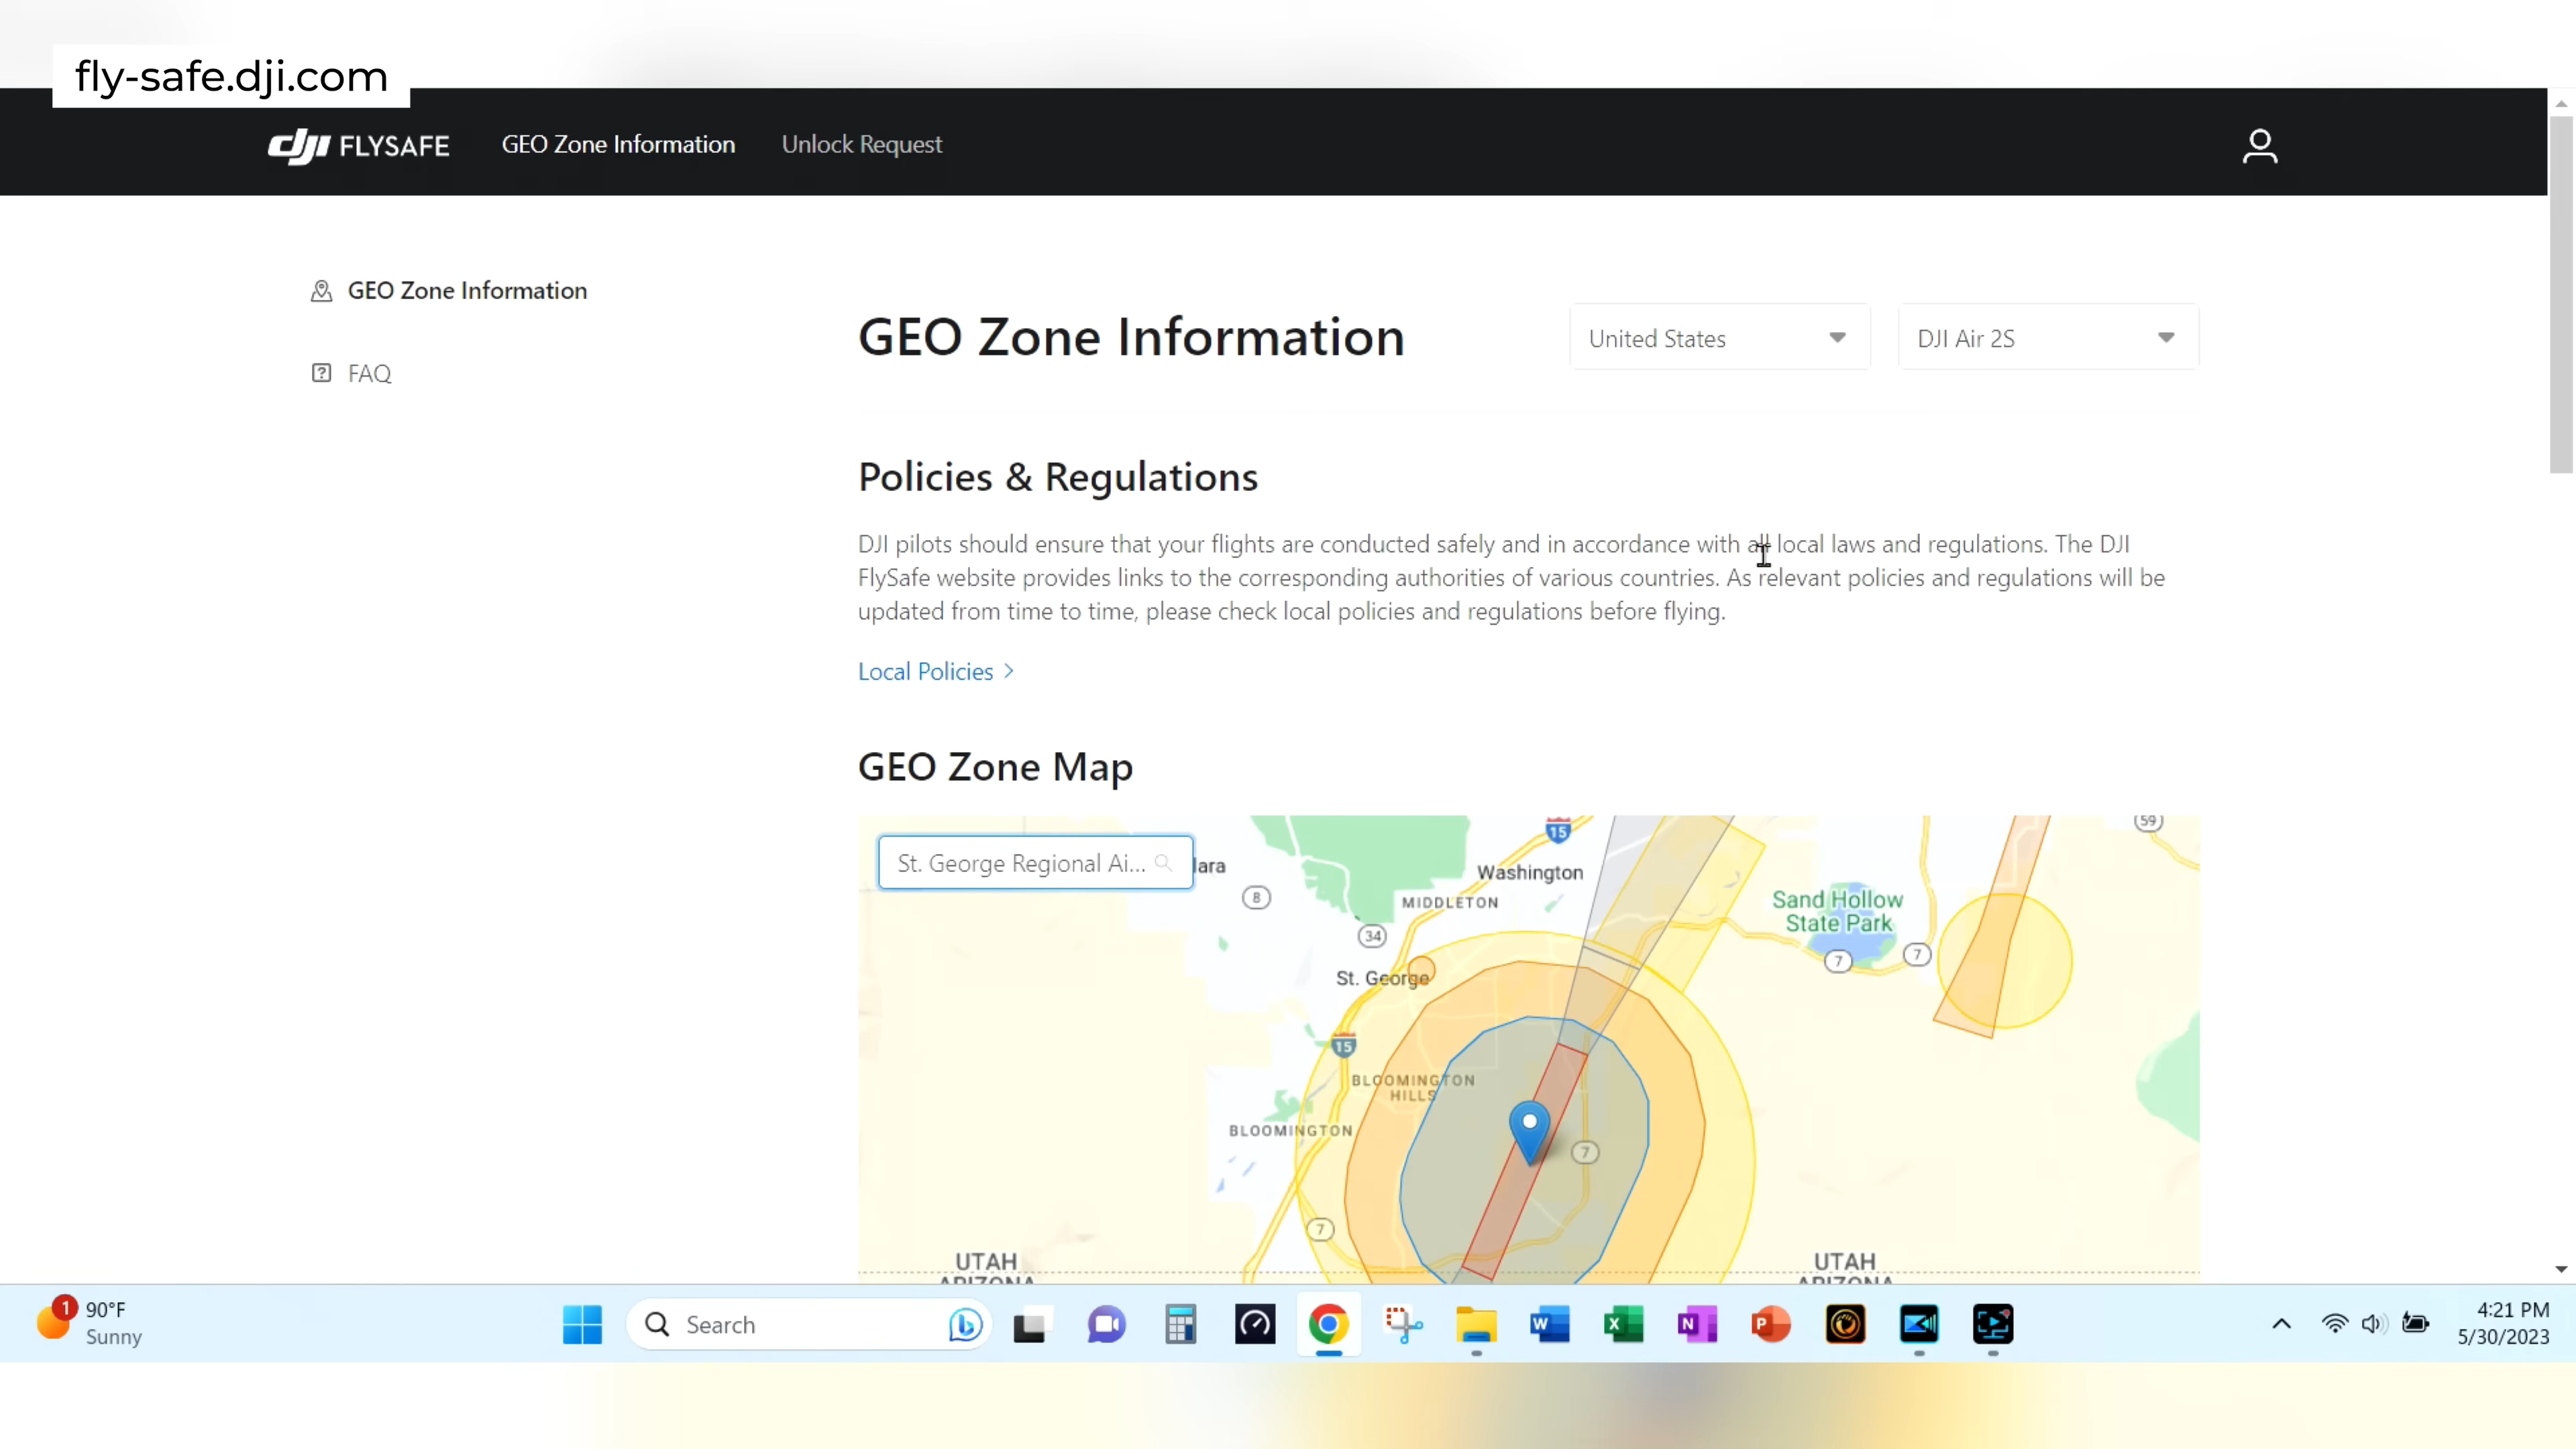 fly-safe.dji.com
dji FLYSAFE
GEO Zone Information
Unlock Request
GEO Zone Information
FAQ
GEO Zone Information
United States
DJI Air 2S
Policies & Regulations
DJI pilots should ensure that your flights are conducted safely and in accordance with all local laws and regulations. The DJI
FlySafe website provides links to the corresponding authorities of various countries. As relevant policies and regulations will be
updated from time to time, please check local policies and regulations before flying.
Local Policies >
GEO Zone Map
St. George Regional Ai...
lara
15
Washington
59
8
MIDDLETON
Sand Hollow
State Park
34
7
7
St. George
15
BLOOMINGTON
HILLS
BLOOMINGTON
7
7
UTAH
ARIZONA
UTAH
ARIZONA
1
90°F
Sunny
Search
4:21 PM
5/30/2023